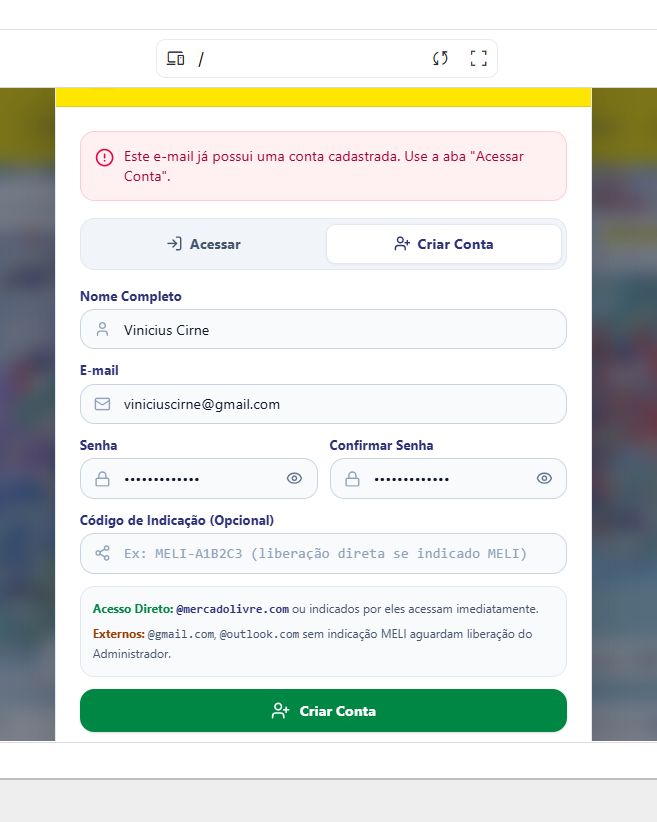 /
Este e-mail já possui uma conta cadastrada. Use a aba "Acessar
Conta".
Acessar
Criar Conta
Nome Completo
Vinicius Cirne
E-mail
viniciuscirne@gmail.com
Senha
Confirmar Senha
•••••••••••••
•••••••••••••
Código de Indicação (Opcional)
Ex: MELI-A1B2C3 (liberação direta se indicado MELI)
Acesso Direto: @mercadolivre.com ou indicados por eles acessam imediatamente.
Externos: @gmail.com, @outlook.com sem indicação MELI aguardam liberação do
Administrador.
Criar Conta